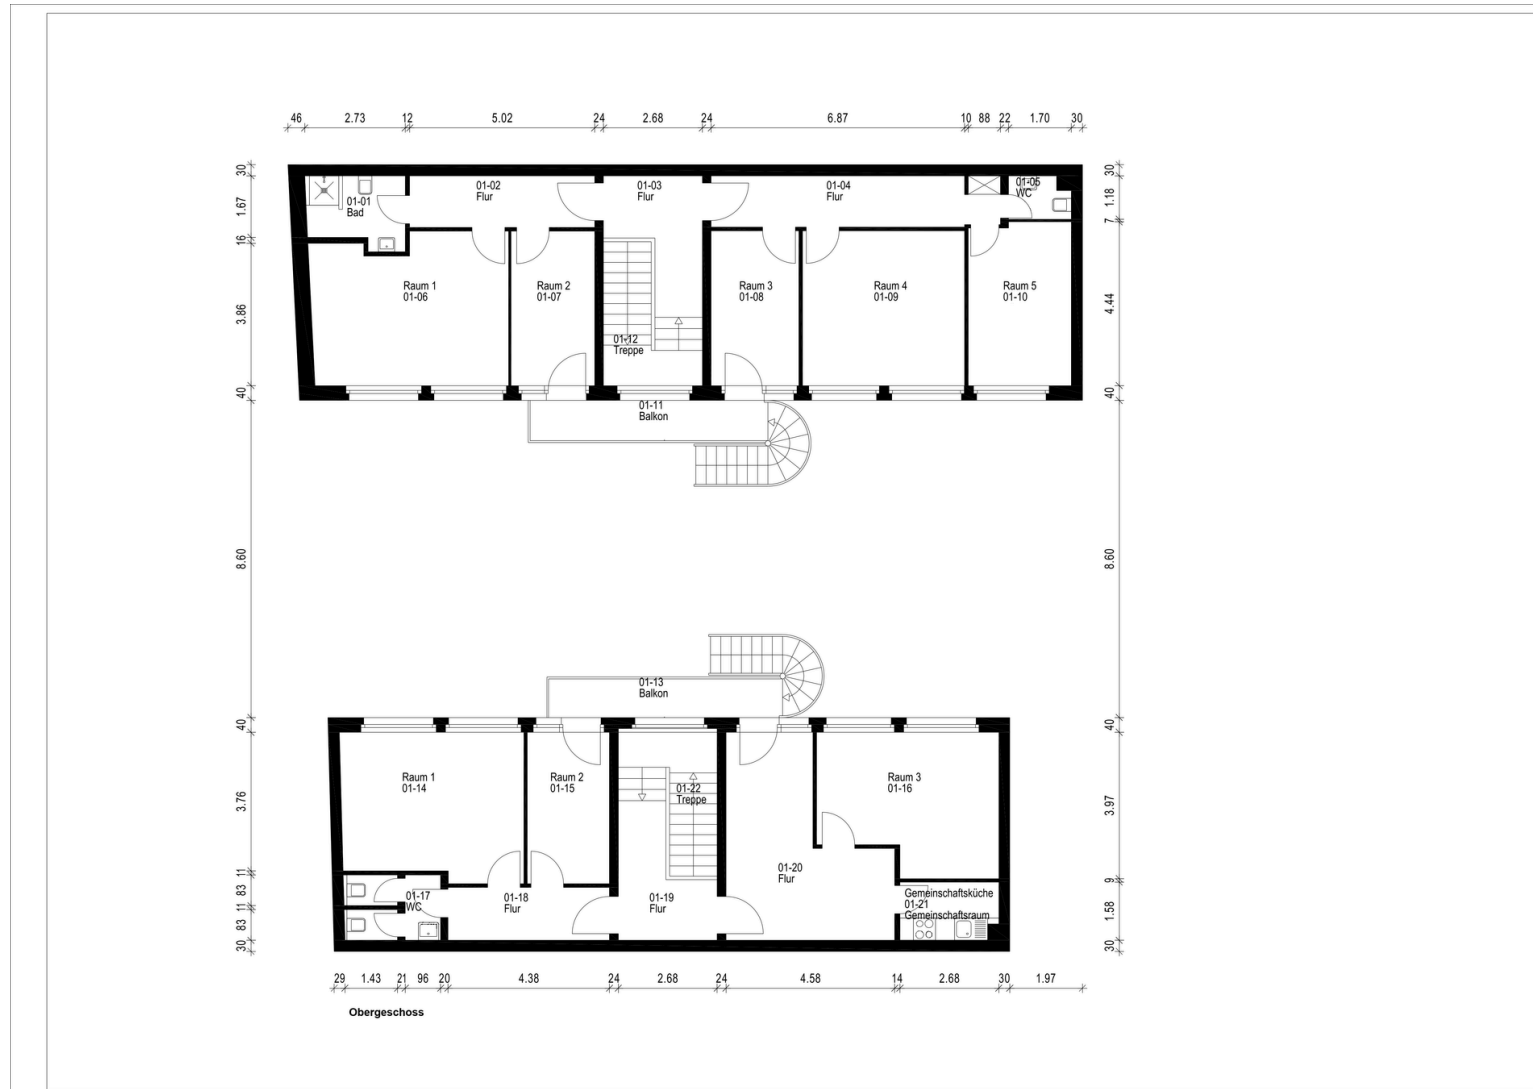 46 2.73 12 5.02 24 2.68 24 6.87 10 88 22 1.70 30
30
1.67
16
3.86
40
30
1.18
7
4.44
40
01-01
Bad
01-02
Flur
01-03
Flur
01-04
Flur
01-05
WC
Raum 1
01-06
Raum 2
01-07
Raum 3
01-08
Raum 4
01-09
Raum 5
01-10
01-12
Treppe
01-11
Balkon
8.60
8.60
01-13
Balkon
40
3.76
11
83
11
83
30
40
3.97
9
1.58
30
Raum 1
01-14
Raum 2
01-15
01-22
Treppe
Raum 3
01-16
01-20
Flur
01-17
WC
01-18
Flur
01-19
Flur
Gemeinschaftsküche
01-21
Gemeinschaftsraum
29 1.43 21 96 20 4.38 24 2.68 24 4.58 14 2.68 30 1.97
Obergeschoss